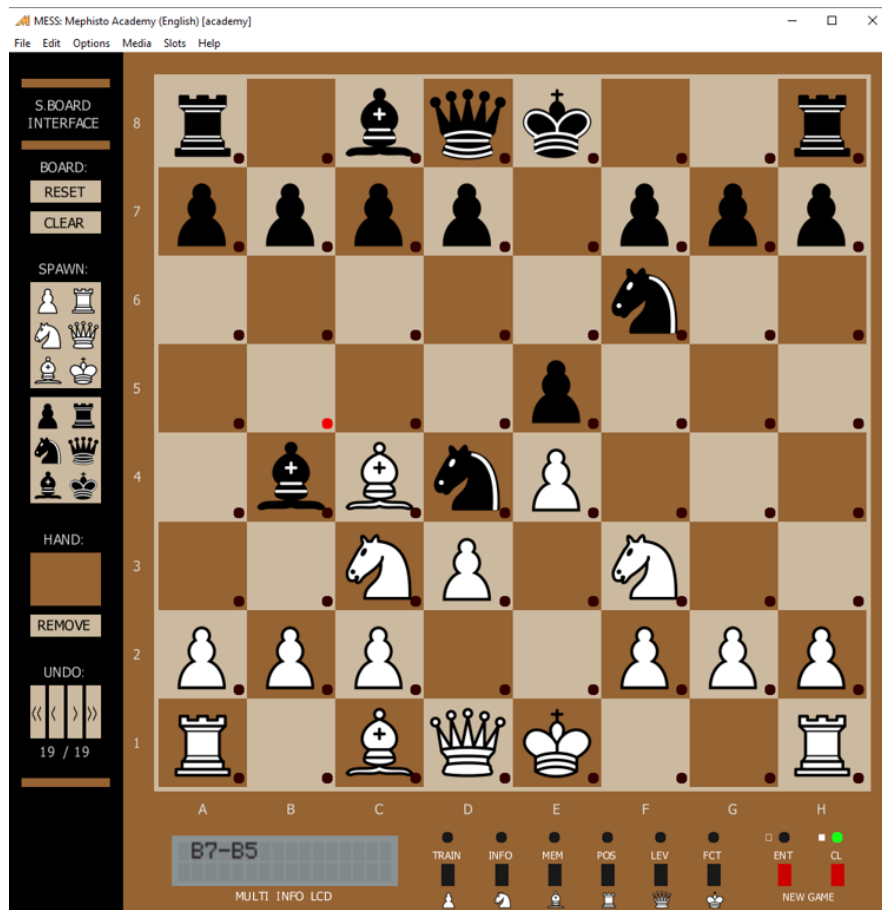 MESS: Mephisto Academy (English) [academy]
File Edit Options Media Slots Help
S.BOARD
INTERFACE
BOARD:
RESET
CLEAR
SPAWN:
HAND:
REMOVE
UNDO:
⟨⟨ ⟨ ⟩ ⟩⟩
19 / 19
8
7
6
5
4
3
2
1
A B C D E F G H
B7-B5
MULTI INFO LCD
TRAIN INFO MEM POS LEV FCT ENT CL
NEW GAME